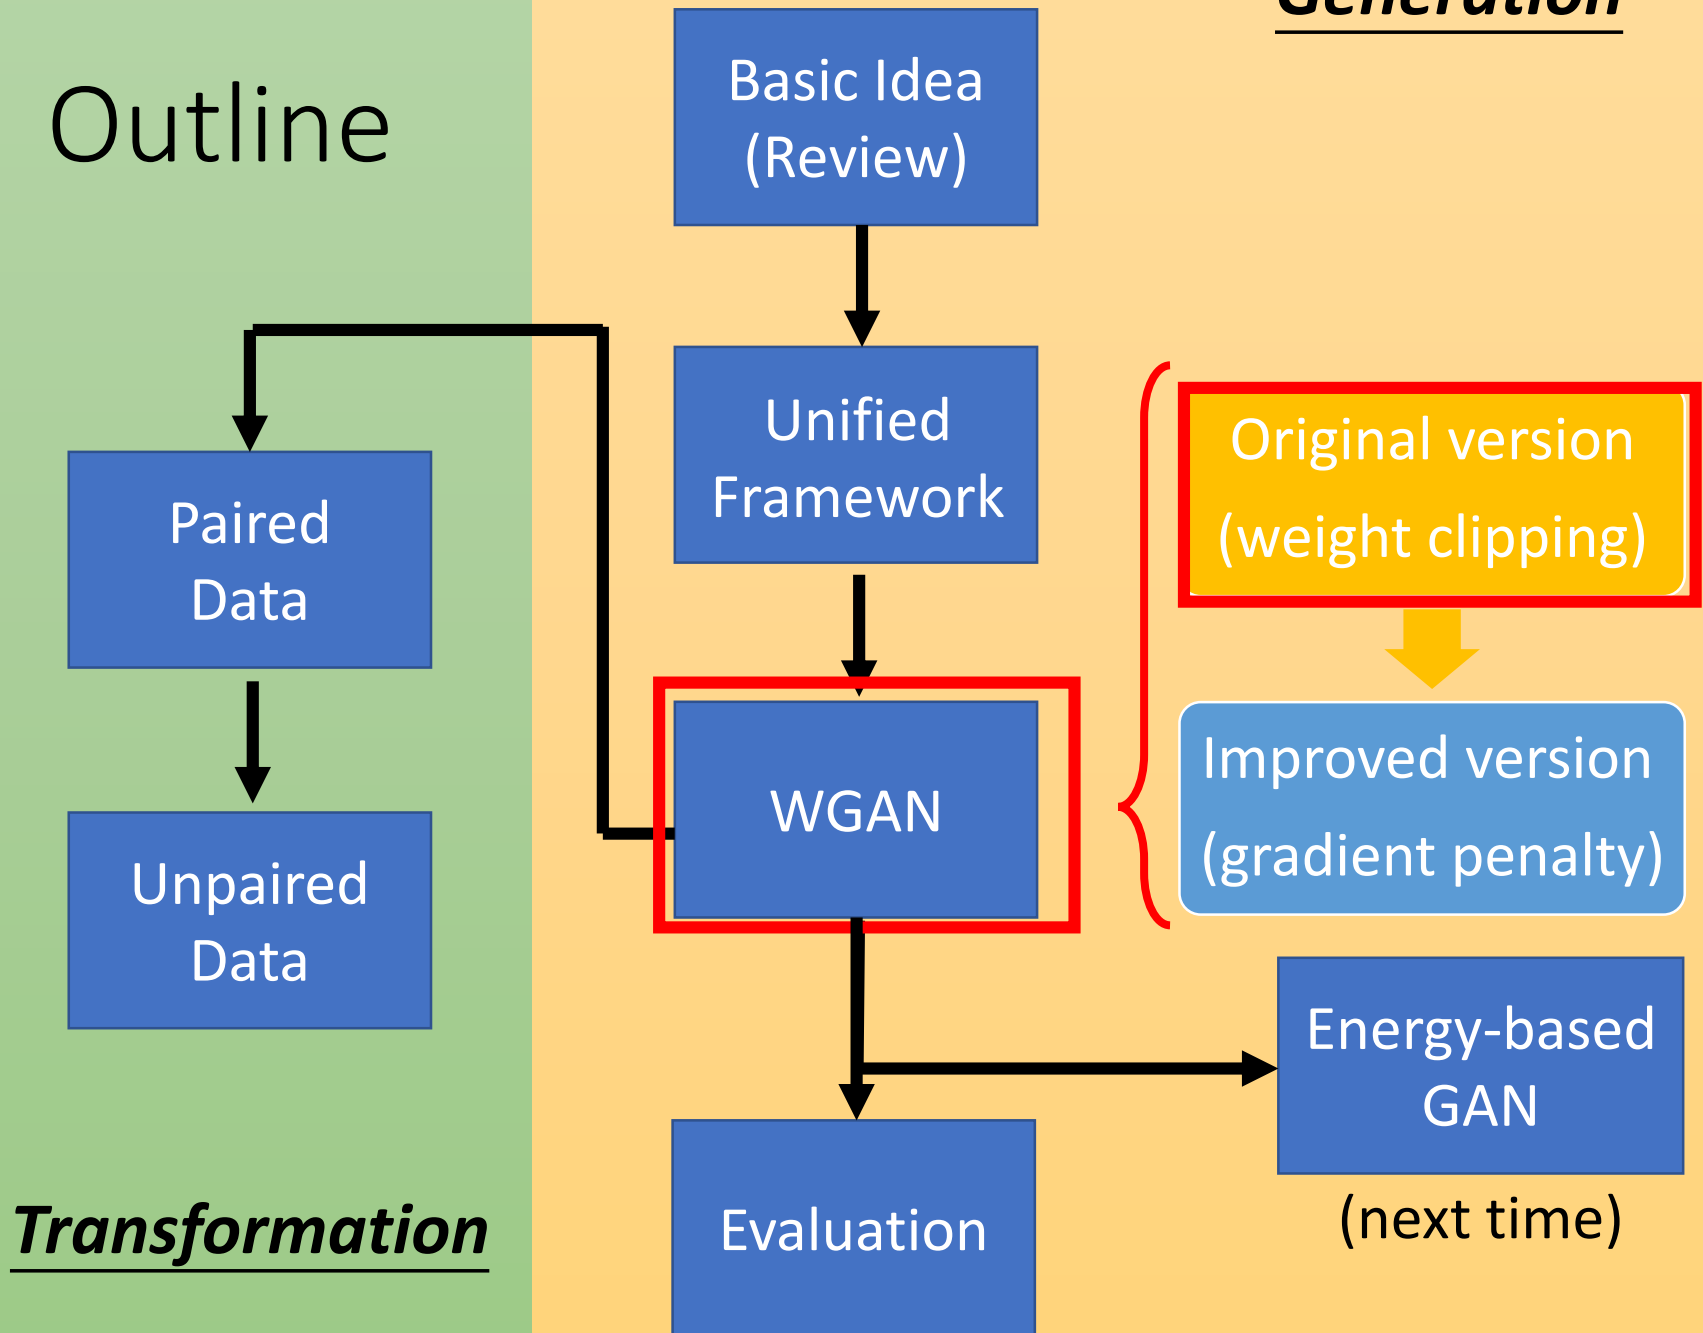 Generation
Outline
Basic Idea
(Review)
Unified
Framework
Original version
(weight clipping)
Paired
Data
Improved version
(gradient penalty)
WGAN
Unpaired
Data
Energy-based
GAN
(next time)
Evaluation
Transformation